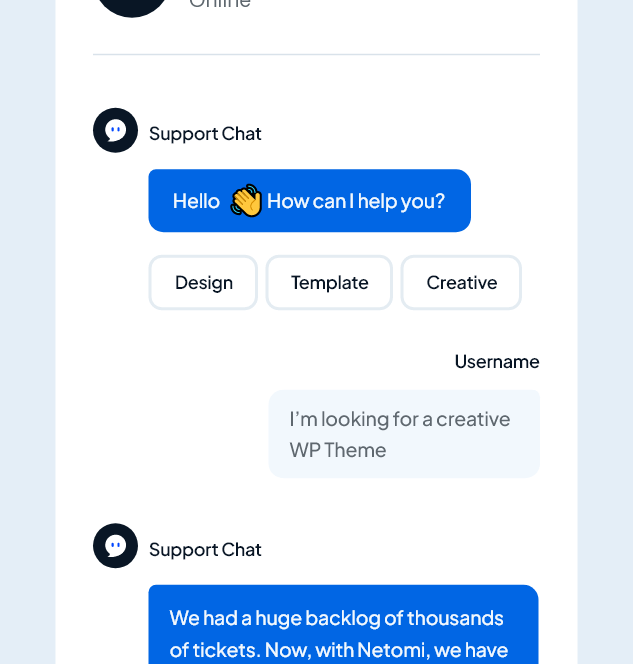 Online
Support Chat
Hello 👋 How can I help you?
Design
Template
Creative
Username
I’m looking for a creative
WP Theme
Support Chat
We had a huge backlog of thousands
of tickets. Now, with Netomi, we have